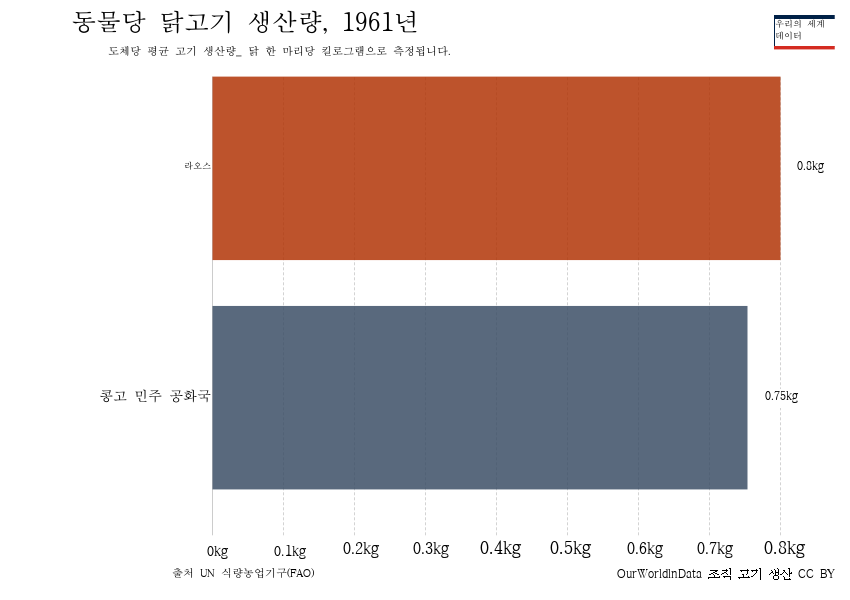 동물당 닭고기 생산량, 1961년
우리의 세계
데이터
도체당 평균 고기 생산량_ 닭 한 마리당 킬로그램으로 측정됩니다.
라오스
0.8kg
콩고 민주 공화국
0.75kg
0kg 0.1kg 0.2kg 0.3kg 0.4kg 0.5kg 0.6kg 0.7kg 0.8kg
출처 UN 식량농업기구(FAO)
OurWorldInData 조직 고기 생산 CC BY